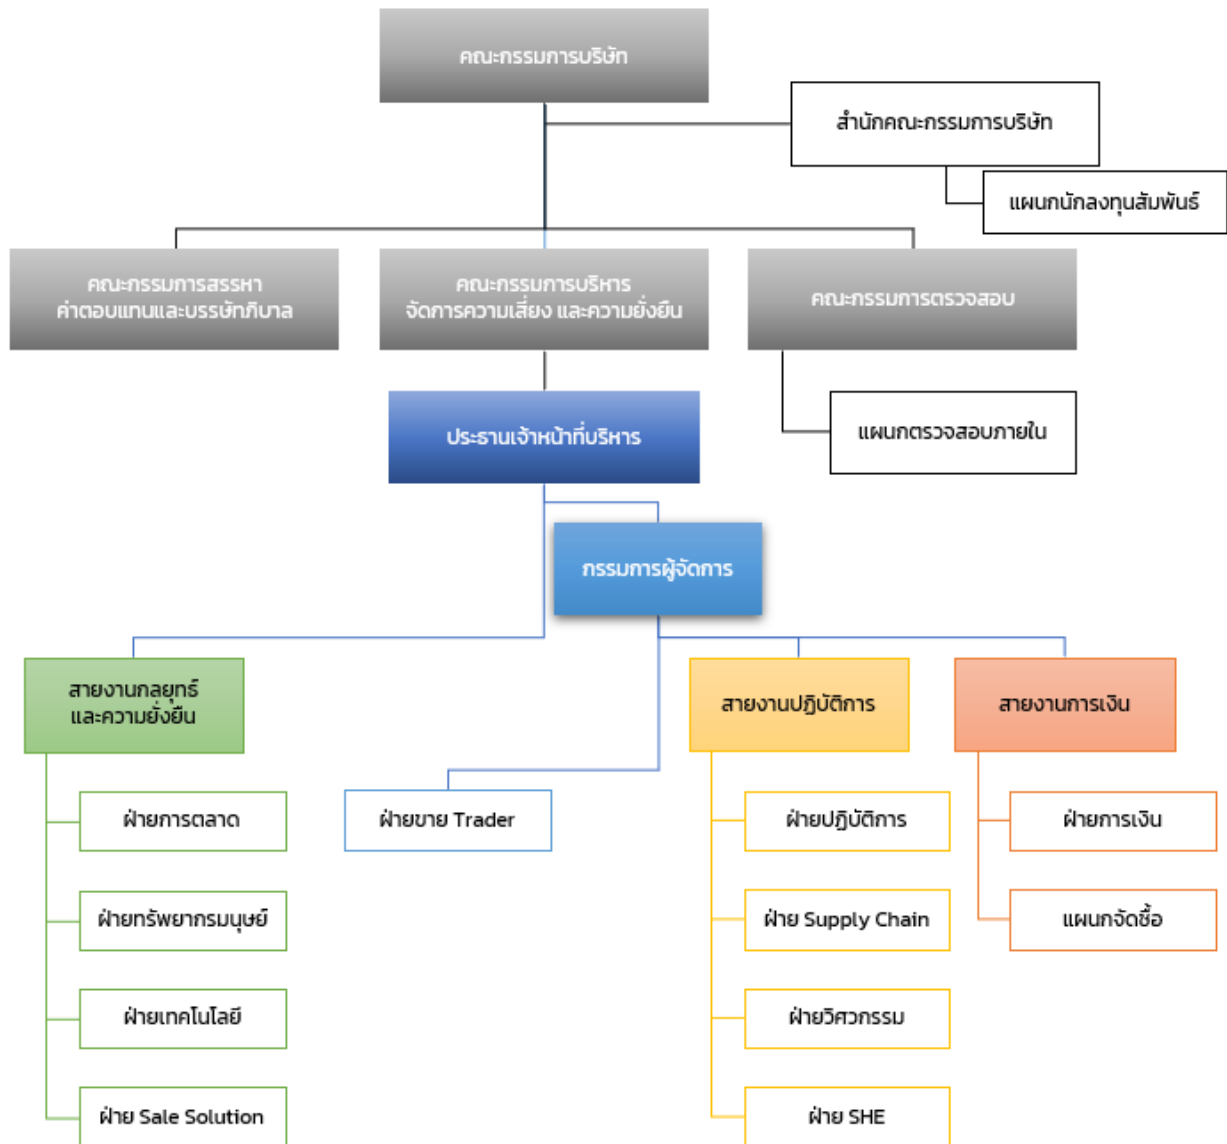 คณะกรรมการบริษัท
สำนักคณะกรรมการบริษัท
แผนกนักลงทุนสัมพันธ์
คณะกรรมการสรรหา
ค่าตอบแทนและบรรษัทภิบาล
คณะกรรมการบริหาร
จัดการความเสี่ยง และความยั่งยืน
คณะกรรมการตรวจสอบ
ประธานเจ้าหน้าที่บริหาร
แผนกตรวจสอบภายใน
กรรมการผู้จัดการ
สายงานกลยุทธ์
และความยั่งยืน
สายงานปฏิบัติการ
สายงานการเงิน
ฝ่ายการตลาด
ฝ่ายขาย Trader
ฝ่ายปฏิบัติการ
ฝ่ายการเงิน
ฝ่ายทรัพยากรมนุษย์
ฝ่าย Supply Chain
แผนกจัดซื้อ
ฝ่ายเทคโนโลยี
ฝ่ายวิศวกรรม
ฝ่าย Sale Solution
ฝ่าย SHE